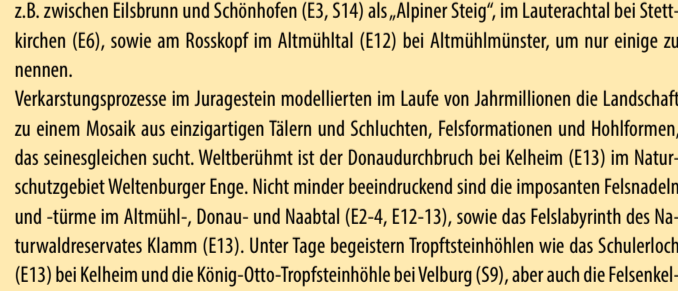 z.B. zwischen Eilsbrunn und Schönhofen (E3, S14) als „Alpiner Steig“, im Lauterachtal bei Stett-
kirchen (E6), sowie am Rosskopf im Altmühltal (E12) bei Altmühlmünster, um nur einige zu
nennen.
Verkarstungsprozesse im Juragestein modellierten im Laufe von Jahrmillionen die Landschaft
zu einem Mosaik aus einzigartigen Tälern und Schluchten, Felsformationen und Hohlformen,
das seinesgleichen sucht. Weltberühmt ist der Donaudurchbruch bei Kelheim (E13) im Natur-
schutzgebiet Weltenburger Enge. Nicht minder beeindruckend sind die imposanten Felsnadeln
und -türme im Altmühl-, Donau- und Naabtal (E2-4, E12-13), sowie das Felslabyrinth des Na-
turwaldreservates Klamm (E13). Unter Tage begeistern Tropftsteinhöhlen wie das Schulerloch
(E13) bei Kelheim und die König-Otto-Tropfsteinhöhle bei Velburg (S9), aber auch die Felsenkel-